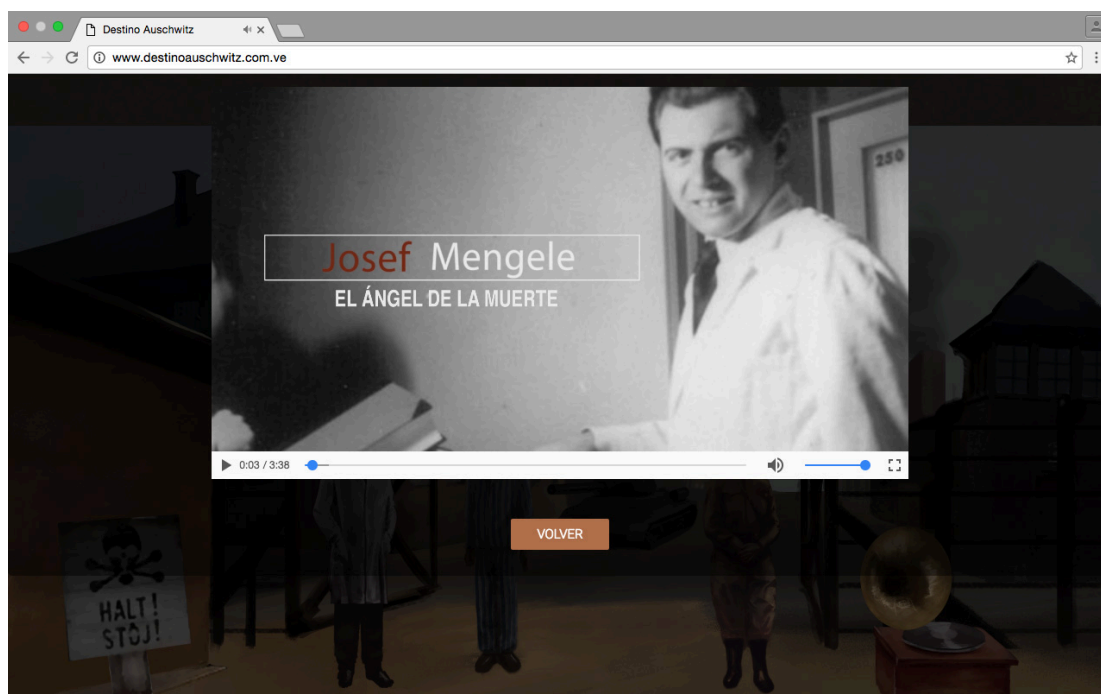 Destino Auschwitz
www.destinoauschwitz.com.ve
250
Josef Mengele
EL ÁNGEL DE LA MUERTE
0:03 / 3:38
VOLVER
HALT!
STÓJ!